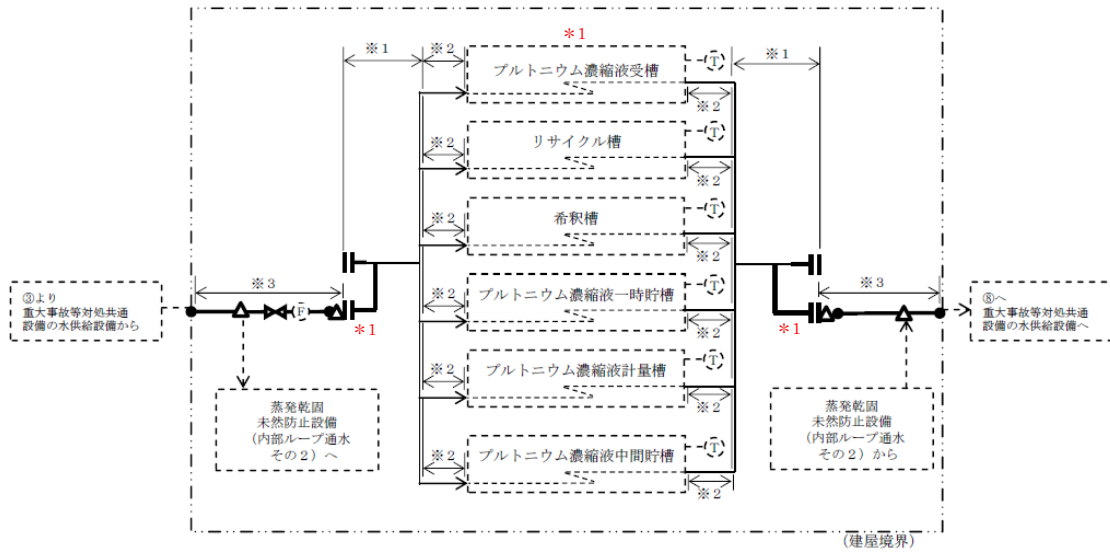 ＊1
※1
※2
プルトニウム濃縮液受槽
T
※1
※2
※2
リサイクル槽
T
※2
※2
希釈槽
T
※2
※3
③より
重大事故等対処共通
設備の水供給設備から
F
＊1
※2
プルトニウム濃縮液一時貯槽
T
※2
＊1
※3
⑧へ
重大事故等対処共通
設備の水供給設備へ
※2
プルトニウム濃縮液計量槽
T
※2
蒸発乾固
未然防止設備
(内部ループ通水
その2）へ
蒸発乾固
未然防止設備
(内部ループ通水
その2）から
※2
プルトニウム濃縮液中間貯槽
T
※2
(建屋境界)